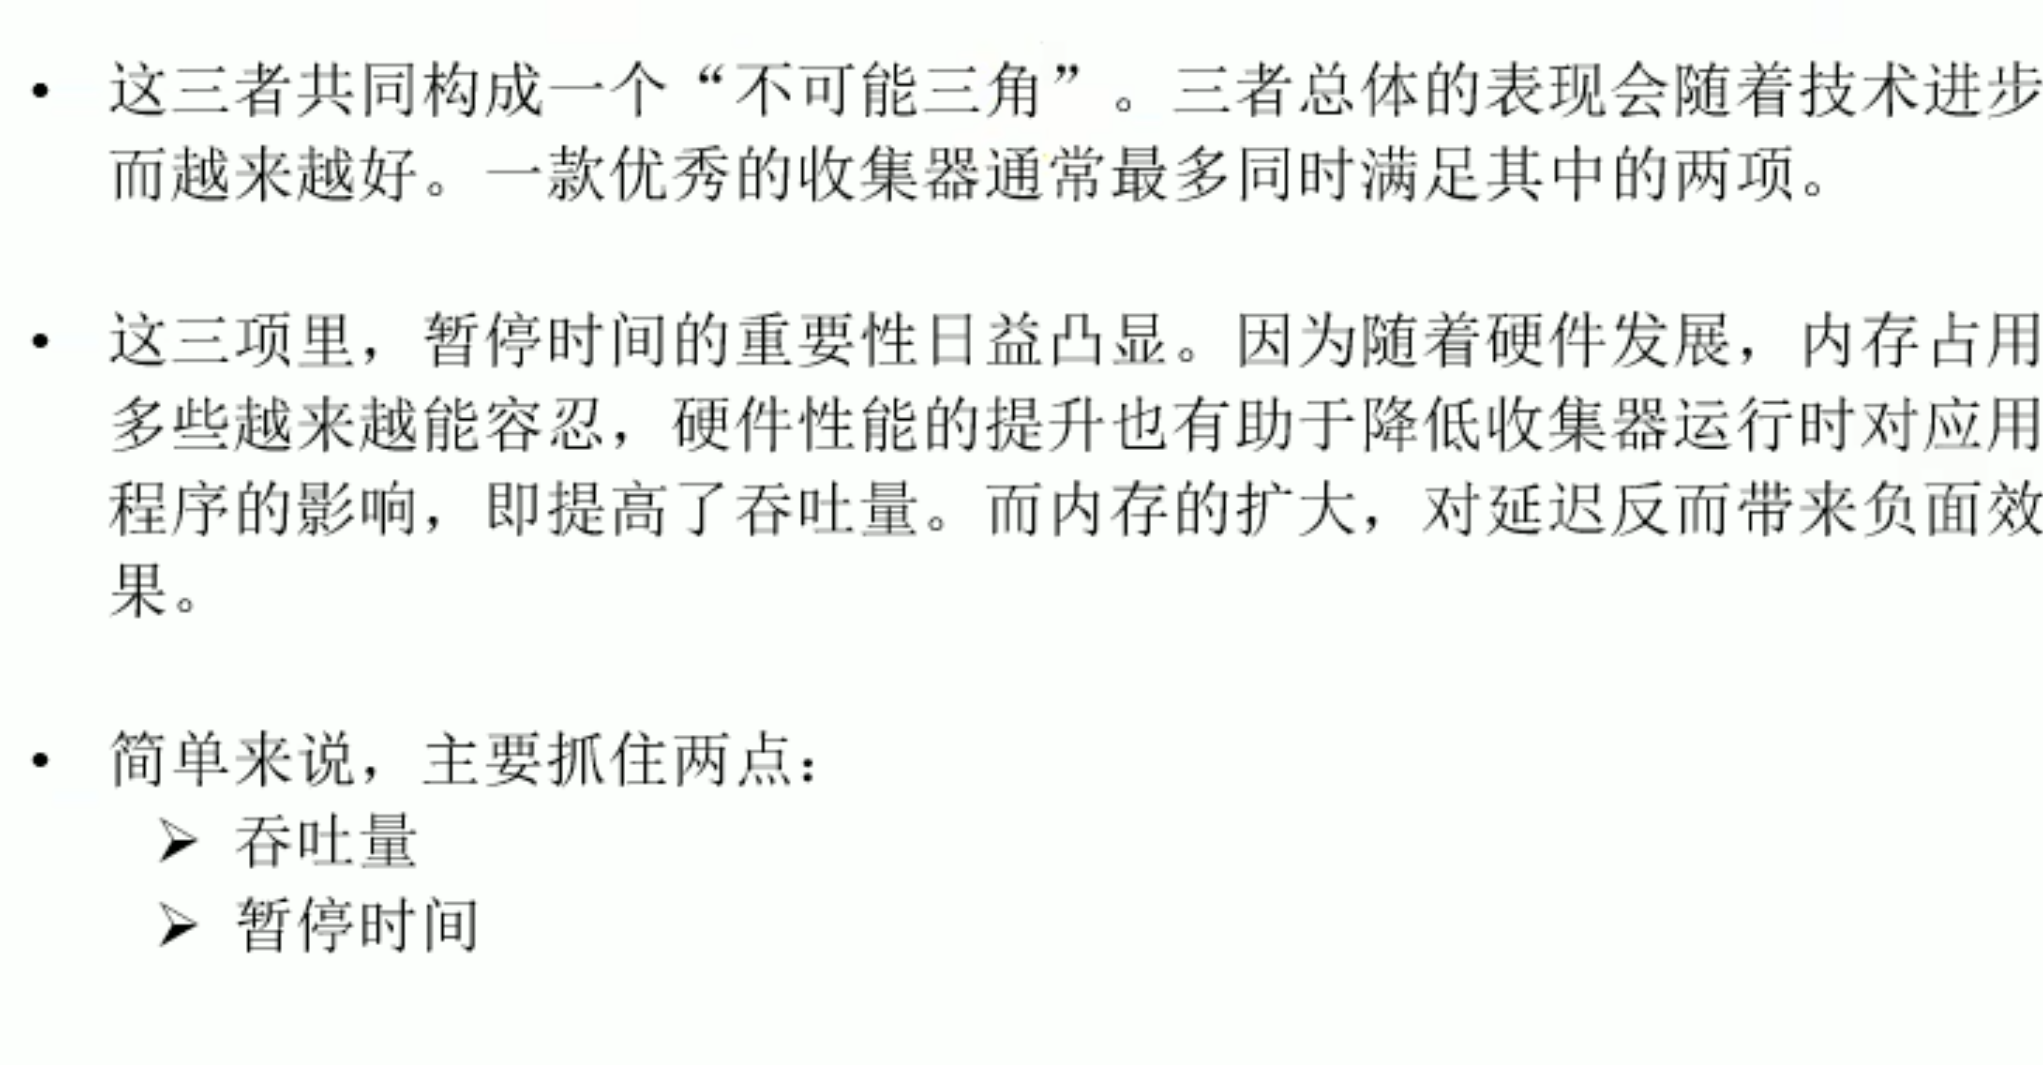 • 这三者共同构成一个“不可能三角”。三者总体的表现会随着技术进步
而越来越好。一款优秀的收集器通常最多同时满足其中的两项。
• 这三项里，暂停时间的重要性日益凸显。因为随着硬件发展，内存占用
多些越来越能容忍，硬件性能的提升也有助于降低收集器运行时对应用
程序的影响，即提高了吞吐量。而内存的扩大，对延迟反而带来负面效
果。
• 简单来说，主要抓住两点：
➢ 吞吐量
➢ 暂停时间